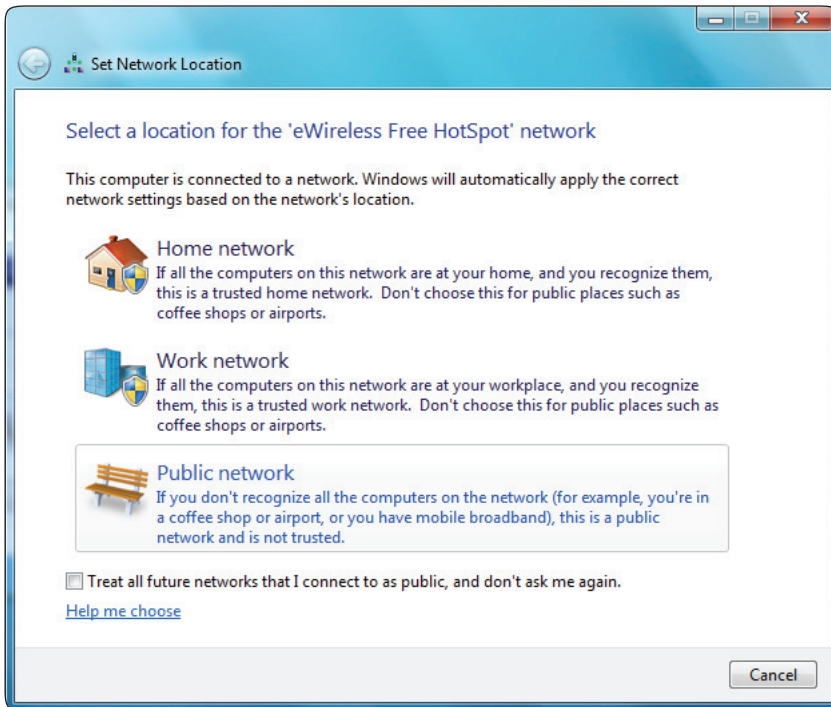 Set Network Location
Select a location for the 'eWireless Free HotSpot' network
This computer is connected to a network. Windows will automatically apply the correct
network settings based on the network's location.
Home network
If all the computers on this network are at your home, and you recognize them,
this is a trusted home network.  Don't choose this for public places such as
coffee shops or airports.
Work network
If all the computers on this network are at your workplace, and you recognize
them, this is a trusted work network.  Don't choose this for public places such as
coffee shops or airports.
Public network
If you don't recognize all the computers on the network (for example, you're in
a coffee shop or airport, or you have mobile broadband), this is a public
network and is not trusted.
Treat all future networks that I connect to as public, and don't ask me again.
Help me choose
Cancel